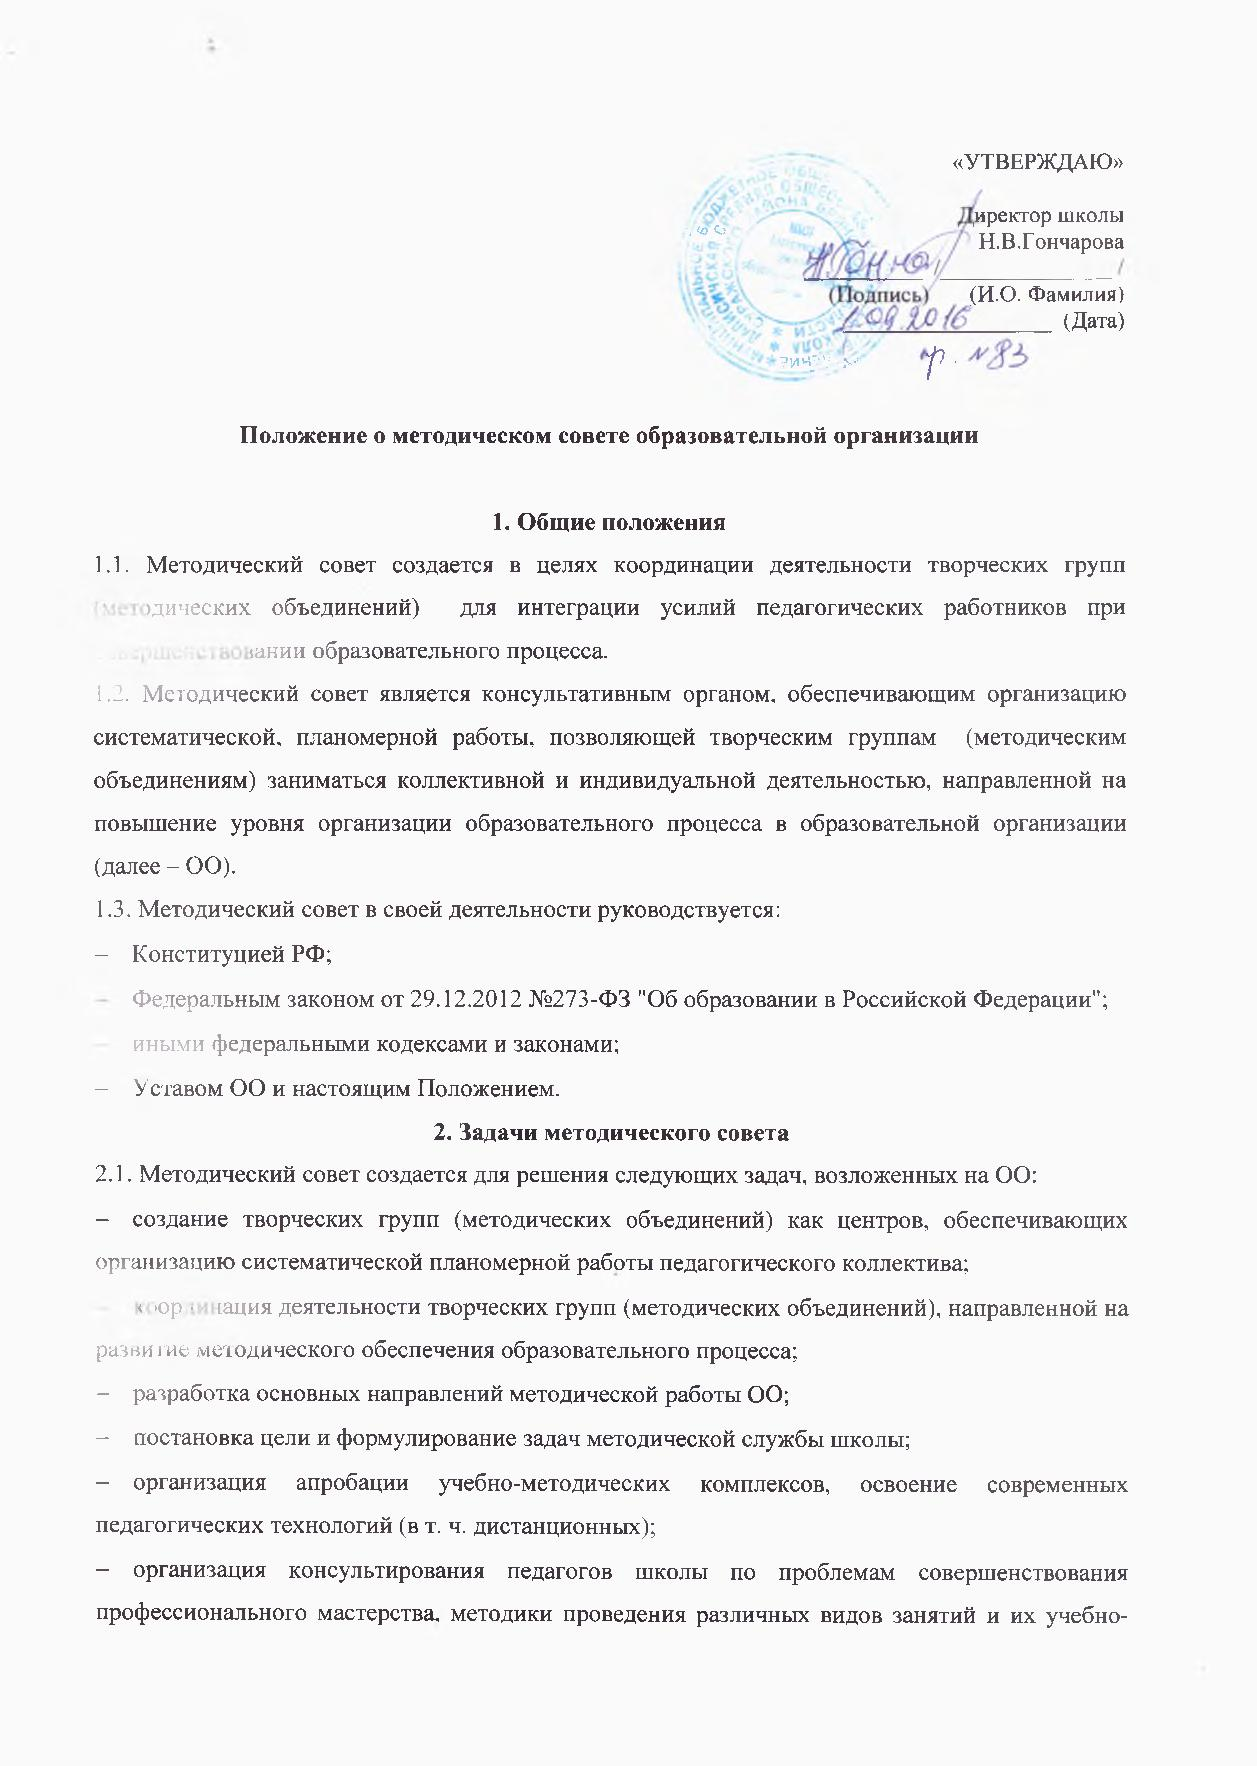 «УТВЕРЖДАЮ»
Директор школы
Н.В.Гончарова
/ /
(Подпись) (И.О. Фамилия)
1.09.2016 (Дата)
пр. №83
Положение о методическом совете образовательной организации
1. Общие положения
1.1. Методический совет создается в целях координации деятельности творческих групп
(методических объединений) для интеграции усилий педагогических работников при
совершенствовании образовательного процесса.
1.2. Методический совет является консультативным органом, обеспечивающим организацию
систематической, планомерной работы, позволяющей творческим группам (методическим
объединениям) заниматься коллективной и индивидуальной деятельностью, направленной на
повышение уровня организации образовательного процесса в образовательной организации
(далее – ОО).
1.3. Методический совет в своей деятельности руководствуется:
– Конституцией РФ;
– Федеральным законом от 29.12.2012 №273-ФЗ "Об образовании в Российской Федерации";
– иными федеральными кодексами и законами;
– Уставом ОО и настоящим Положением.
2. Задачи методического совета
2.1. Методический совет создается для решения следующих задач, возложенных на ОО:
– создание творческих групп (методических объединений) как центров, обеспечивающих
организацию систематической планомерной работы педагогического коллектива;
– координация деятельности творческих групп (методических объединений), направленной на
развитие методического обеспечения образовательного процесса;
– разработка основных направлений методической работы ОО;
– постановка цели и формулирование задач методической службы школы;
– организация апробации учебно-методических комплексов, освоение современных
педагогических технологий (в т. ч. дистанционных);
– организация консультирования педагогов школы по проблемам совершенствования
профессионального мастерства, методики проведения различных видов занятий и их учебно-